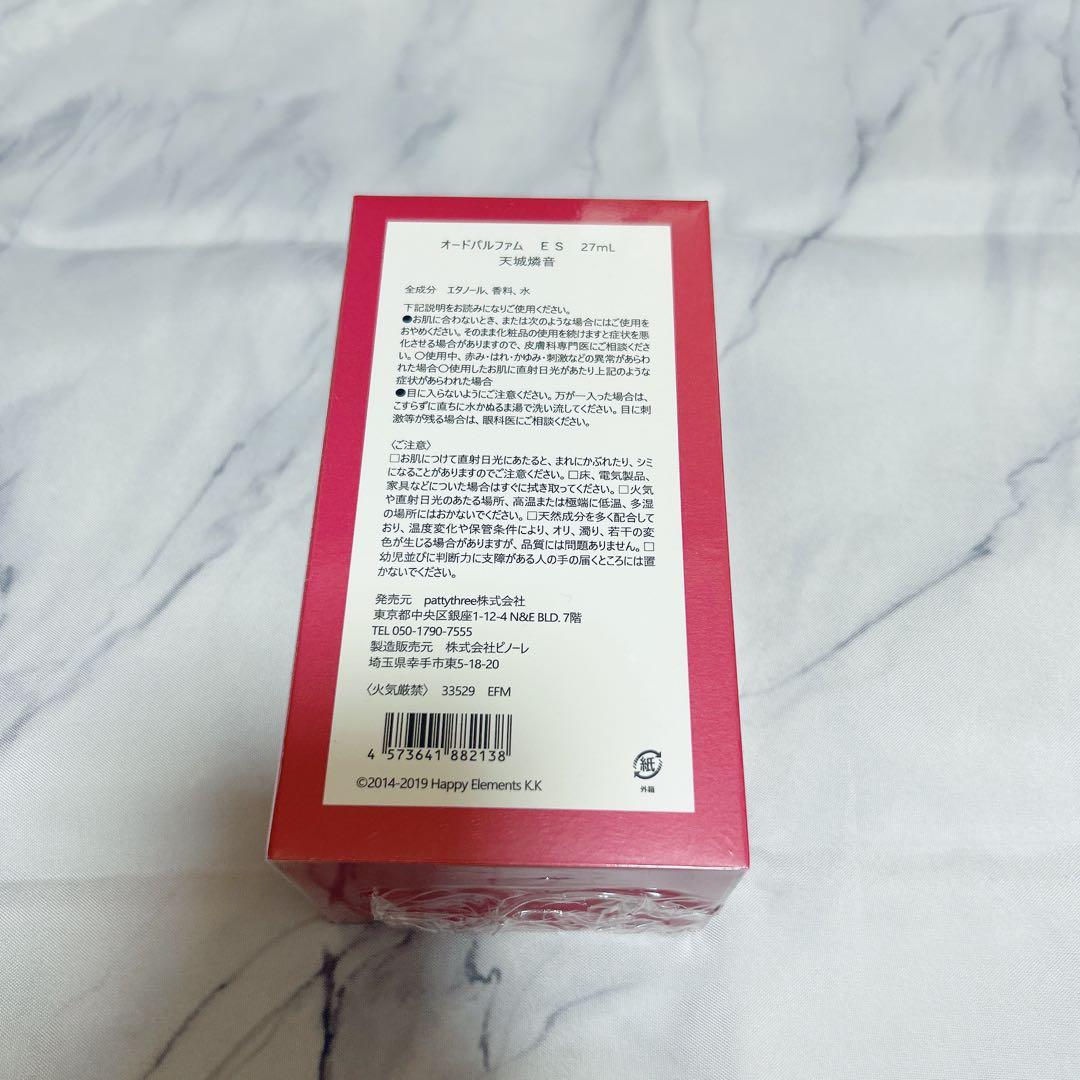 オードパルファム　ES　27mL
天城燐音
全成分　エタノール、香料、水
下記説明をお読みになりご使用ください。
●お肌に合わないとき、または次のような場合にはご使用を
おやめください。そのまま化粧品の使用を続けますと症状を悪
化させる場合がありますので、皮膚科専門医にご相談くださ
い。〇使用中、赤み・はれ・かゆみ・刺激などの異常があらわ
れた場合〇使用したお肌に直射日光があたり上記のような
症状があらわれた場合
●目に入らないようにご注意ください。万が一入った場合は、
こすらずに直ちに水かぬるま湯で洗い流してください。目に刺
激等が残る場合は、眼科医にご相談ください。
〈ご注意〉
□お肌につけて直射日光にあたると、まれにかぶれたり、シミ
になることがありますのでご注意ください。□床、電気製品、
家具などについた場合はすぐに拭き取ってください。□火気
や直射日光のあたる場所、高温または極端に低温、多湿
の場所にはおかないでください。□天然成分を多く配合して
おり、温度変化や保管条件により、オリ、濁り、若干の変
色が生じる場合がありますが、品質には問題ありません。□
幼児並びに判断力に支障がある人の手の届くところには置
かないでください。
発売元　pattythree株式会社
東京都中央区銀座1-12-4 N&E BLD. 7階
TEL 050-1790-7555
製造販売元　株式会社ピノーレ
埼玉県幸手市東5-18-20
〈火気厳禁〉 33529 EFM
4 573641 882138
紙
外箱
©2014-2019 Happy Elements K.K